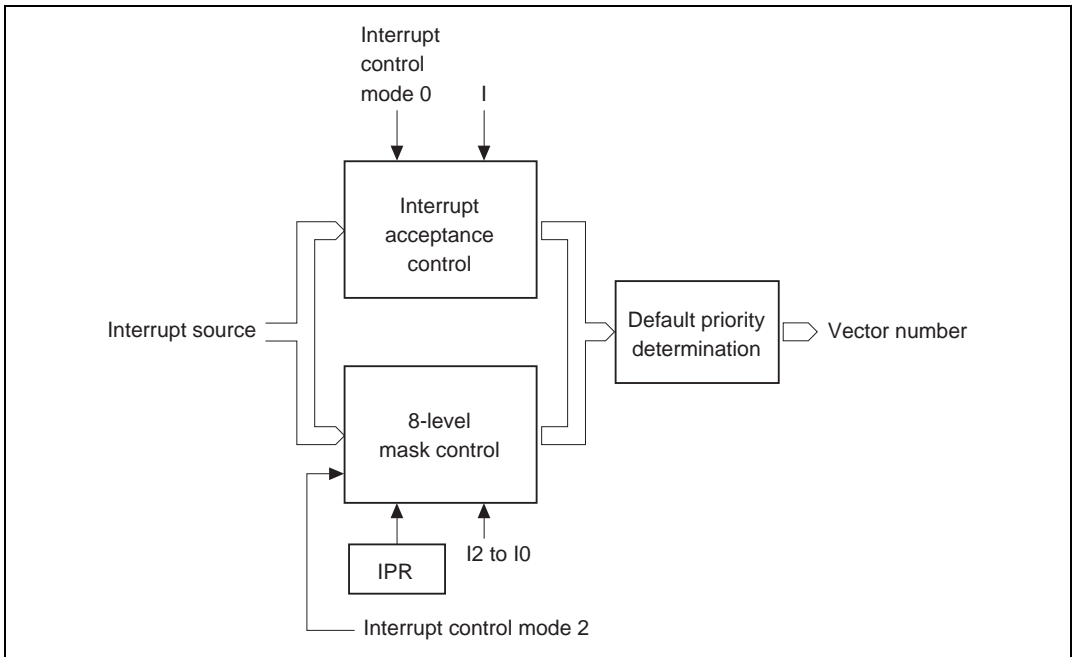 Interrupt
control
mode 0
I
Interrupt
acceptance
control
Interrupt source
Default priority
determination
Vector number
8-level
mask control
I2 to I0
IPR
Interrupt control mode 2